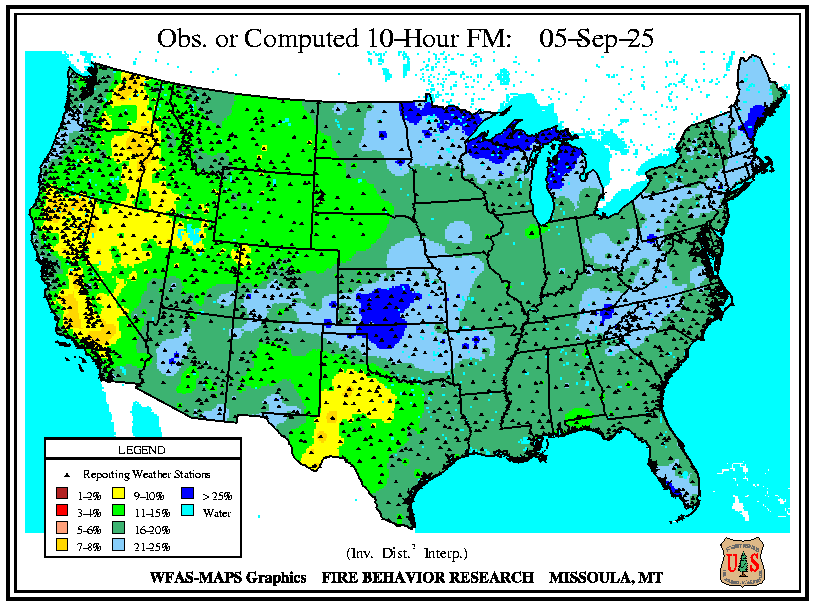 Obs. or Computed 10-Hour FM: 05-Sep-25
LEGEND
Reporting Weather Stations
1-2% 9-10% > 25%
3-4% 11-15% Water
5-6% 16-20%
7-8% 21-25%
(Inv. Dist.² Interp.)
WFAS-MAPS Graphics FIRE BEHAVIOR RESEARCH MISSOULA, MT
U S